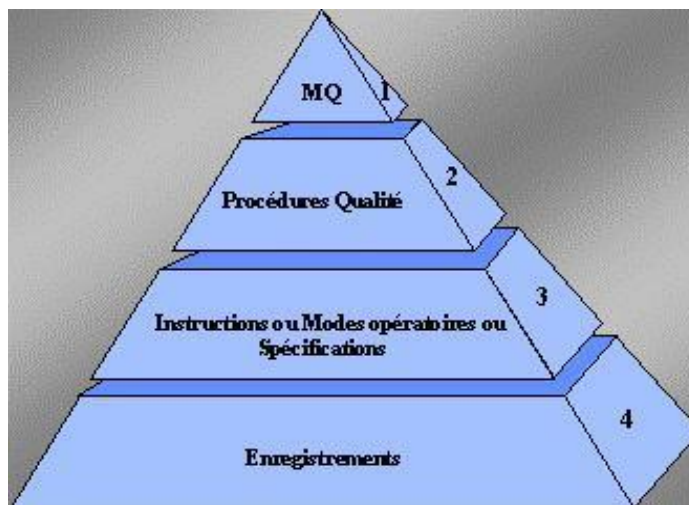 MQ 1
Procédures Qualité 2
Instructions ou Modes opératoires ou 3
Spécifications
Enregistrements 4